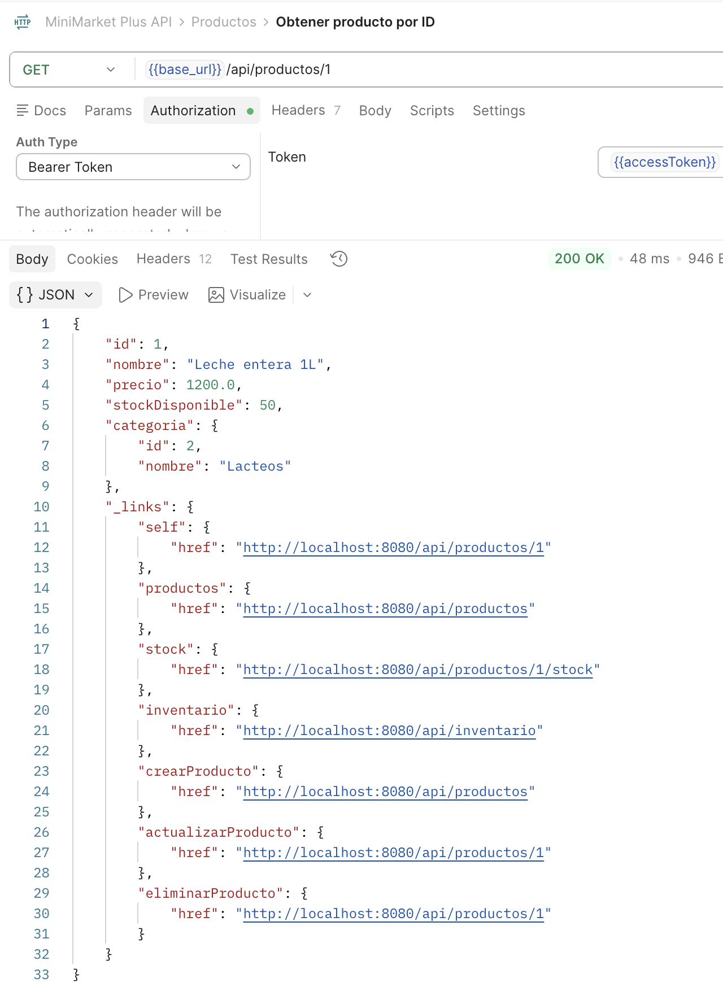 HTTP MiniMarket Plus API > Productos > Obtener producto por ID
GET {{base_url}} /api/productos/1
Docs Params Authorization Headers 7 Body Scripts Settings
Auth Type
Bearer Token
Token
{{accessToken}}
The authorization header will be
Body Cookies Headers 12 Test Results 200 OK • 48 ms • 946
{ } JSON Preview Visualize
1 {
2 "id": 1,
3 "nombre": "Leche entera 1L",
4 "precio": 1200.0,
5 "stockDisponible": 50,
6 "categoria": {
7 "id": 2,
8 "nombre": "Lacteos"
9 },
10 "_links": {
11 "self": {
12 "href": "http://localhost:8080/api/productos/1"
13 },
14 "productos": {
15 "href": "http://localhost:8080/api/productos"
16 },
17 "stock": {
18 "href": "http://localhost:8080/api/productos/1/stock"
19 },
20 "inventario": {
21 "href": "http://localhost:8080/api/inventario"
22 },
23 "crearProducto": {
24 "href": "http://localhost:8080/api/productos"
25 },
26 "actualizarProducto": {
27 "href": "http://localhost:8080/api/productos/1"
28 },
29 "eliminarProducto": {
30 "href": "http://localhost:8080/api/productos/1"
31 }
32 }
33 }